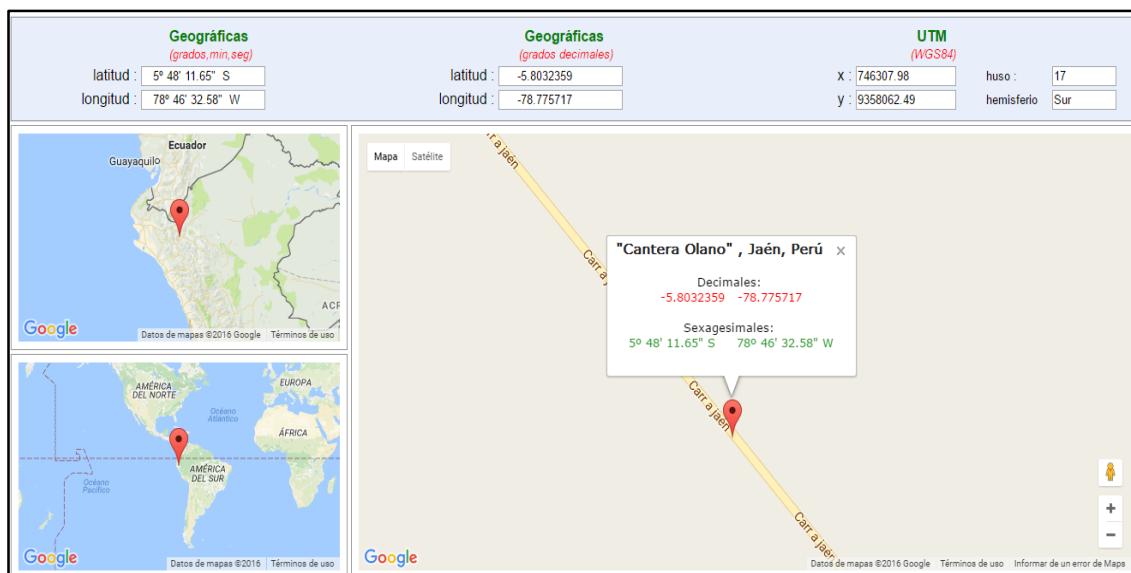 Geográficas
(grados,min,seg)
latitud : 5º 48' 11.65" S
longitud : 78º 46' 32.58" W
Geográficas
(grados decimales)
latitud : -5.8032359
longitud : -78.775717
UTM
(WGS84)
x : 746307.98 huso : 17
y : 9358062.49 hemisferio Sur
Ecuador
Guayaquil
ACR
Google
Datos de mapas ©2016 Google Términos de uso
AMÉRICA
DEL NORTE
EUROPA
Océano
Atlántico
ÁFRICA
Océano
Pacífico
AMÉRICA
DEL SUR
Google
Datos de mapas ©2016 Términos de uso
Mapa Satélite
Carr a jaén
Carr a jaén
"Cantera Olano" , Jaén, Perú ×
Decimales:
-5.8032359 -78.775717
Sexagesimales:
5º 48' 11.65" S 78º 46' 32.58" W
Carr a jaén
Carr a jaén
Google
Datos de mapas ©2016 Google Términos de uso Informar de un error de Maps